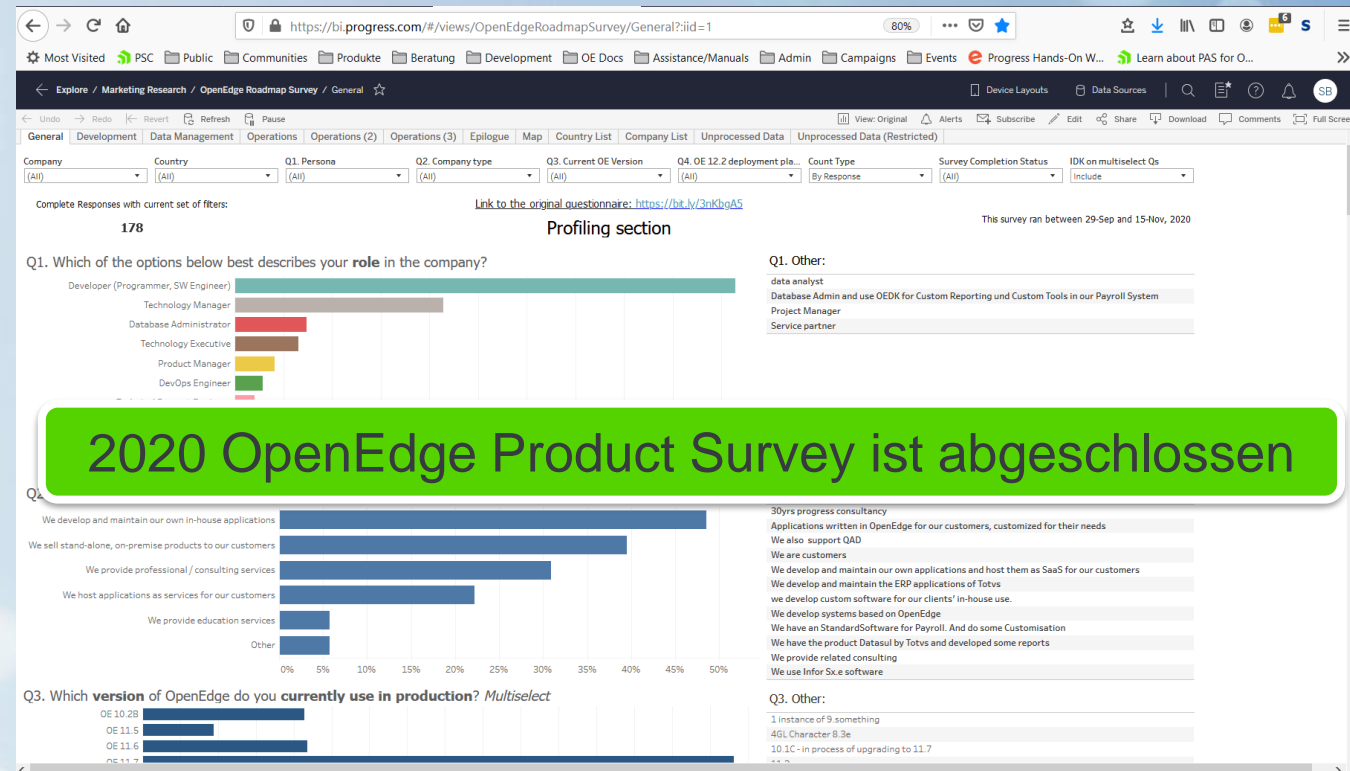 https://bi.progress.com/#/views/OpenEdgeRoadmapSurvey/General?:iid=1
80%
6
S
Most Visited PSC Public Communities Produkte Beratung Development OE Docs Assistance/Manuals Admin Campaigns Events Progress Hands-On W... Learn about PAS for O...
Explore / Marketing Research / OpenEdge Roadmap Survey / General
Device Layouts Data Sources SB
Undo Redo Revert Refresh Pause
View: Original Alerts Subscribe Edit Share Download Comments Full Scree
General Development Data Management Operations Operations (2) Operations (3) Epilogue Map Country List Company List Unprocessed Data Unprocessed Data (Restricted)
Company Country Q1. Persona Q2. Company type Q3. Current OE Version Q4. OE 12.2 deployment pla... Count Type Survey Completion Status IDK on multiselect Qs
(All) (All) (All) (All) (All) (All) By Response (All) Include
Complete Responses with current set of filters:
178
Link to the original questionnaire: https://bit.ly/3nKbgA5
Profiling section
This survey ran between 29-Sep and 15-Nov, 2020
Q1. Which of the options below best describes your role in the company?
Developer (Programmer, SW Engineer)
Technology Manager
Database Administrator
Technology Executive
Product Manager
DevOps Engineer
Q1. Other:
data analyst
Database Admin and use OEDK for Custom Reporting und Custom Tools in our Payroll System
Project Manager
Service partner
2020 OpenEdge Product Survey ist abgeschlossen
We develop and maintain our own in-house applications
We sell stand-alone, on-premise products to our customers
We provide professional / consulting services
We host applications as services for our customers
We provide education services
Other
0% 5% 10% 15% 20% 25% 30% 35% 40% 45% 50%
30yrs progress consultancy
Applications written in OpenEdge for our customers, customized for their needs
We also support QAD
We are customers
We develop and maintain our own applications and host them as SaaS for our customers
We develop and maintain the ERP applications of Totvs
we develop custom software for our clients' in-house use.
We develop systems based on OpenEdge
We have an StandardSoftware for Payroll. And do some Customisation
We have the product Datasul by Totvs and developed some reports
We provide related consulting
We use Infor Sx.e software
Q3. Which version of OpenEdge do you currently use in production? Multiselect
OE 10.2B
OE 11.5
OE 11.6
OE 11.7
Q3. Other:
1 instance of 9.something
4GL Character 8.3e
10.1C - in process of upgrading to 11.7